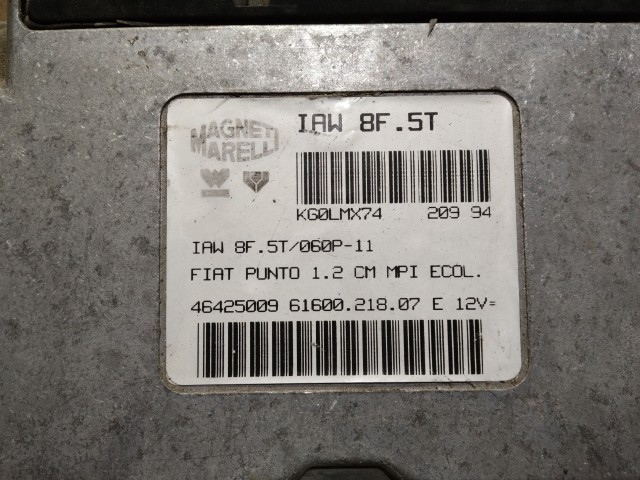 MAGNETI
MARELLI
IAW 8F.5T
KG0LMX74 209 94
IAW 8F.5T/060P-11
FIAT PUNTO 1.2 CM MPI ECOL.
46425009 61600.218.07 E 12V=